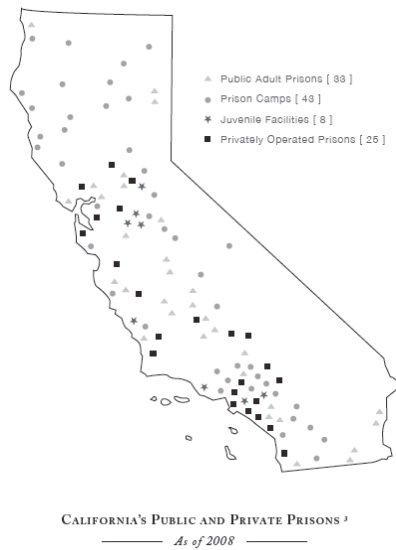 Public Adult Prisons [ 33 ]
Prison Camps [ 43 ]
Juvenile Facilities [ 8 ]
Privately Operated Prisons [ 25 ]
California's Public and Private Prisons ³
As of 2008